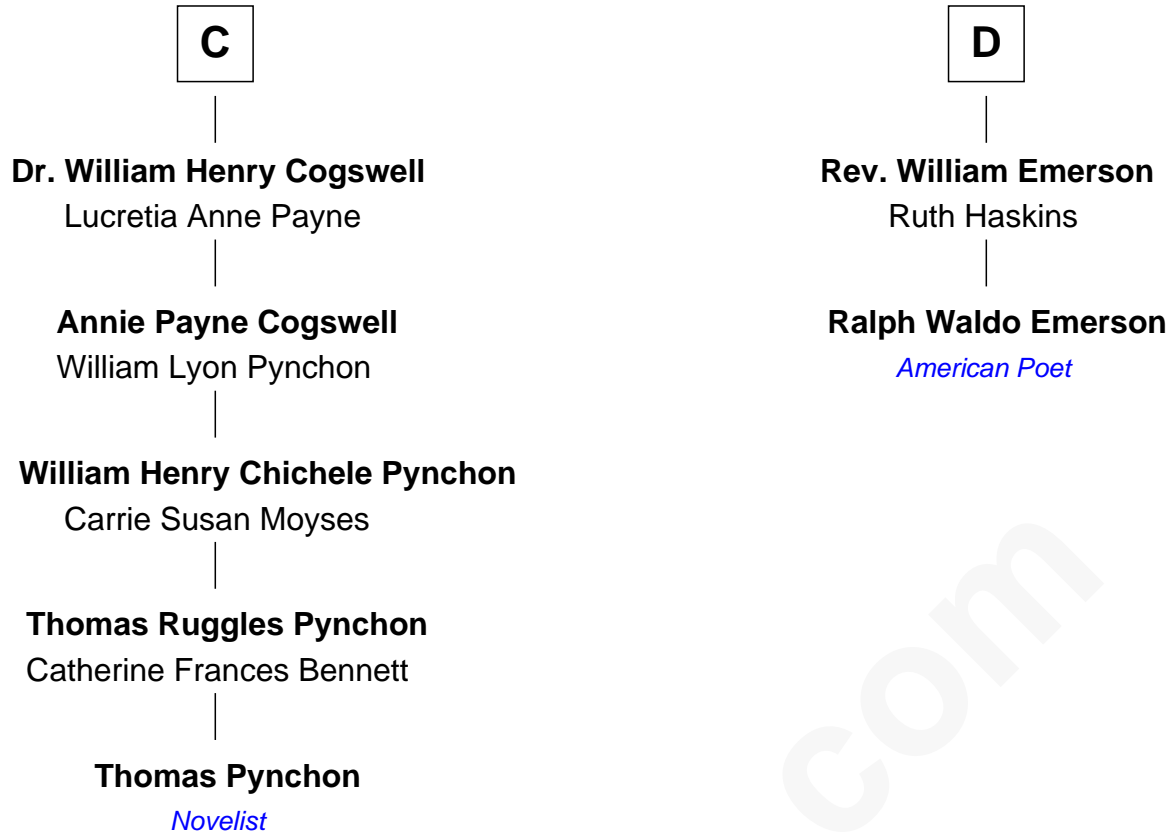 C
Dr. William Henry Cogswell
Lucretia Anne Payne
Annie Payne Cogswell
William Lyon Pynchon
William Henry Chichele Pynchon
Carrie Susan Moyses
Thomas Ruggles Pynchon
Catherine Frances Bennett
Thomas Pynchon
Novelist
D
Rev. William Emerson
Ruth Haskins
Ralph Waldo Emerson
American Poet
com